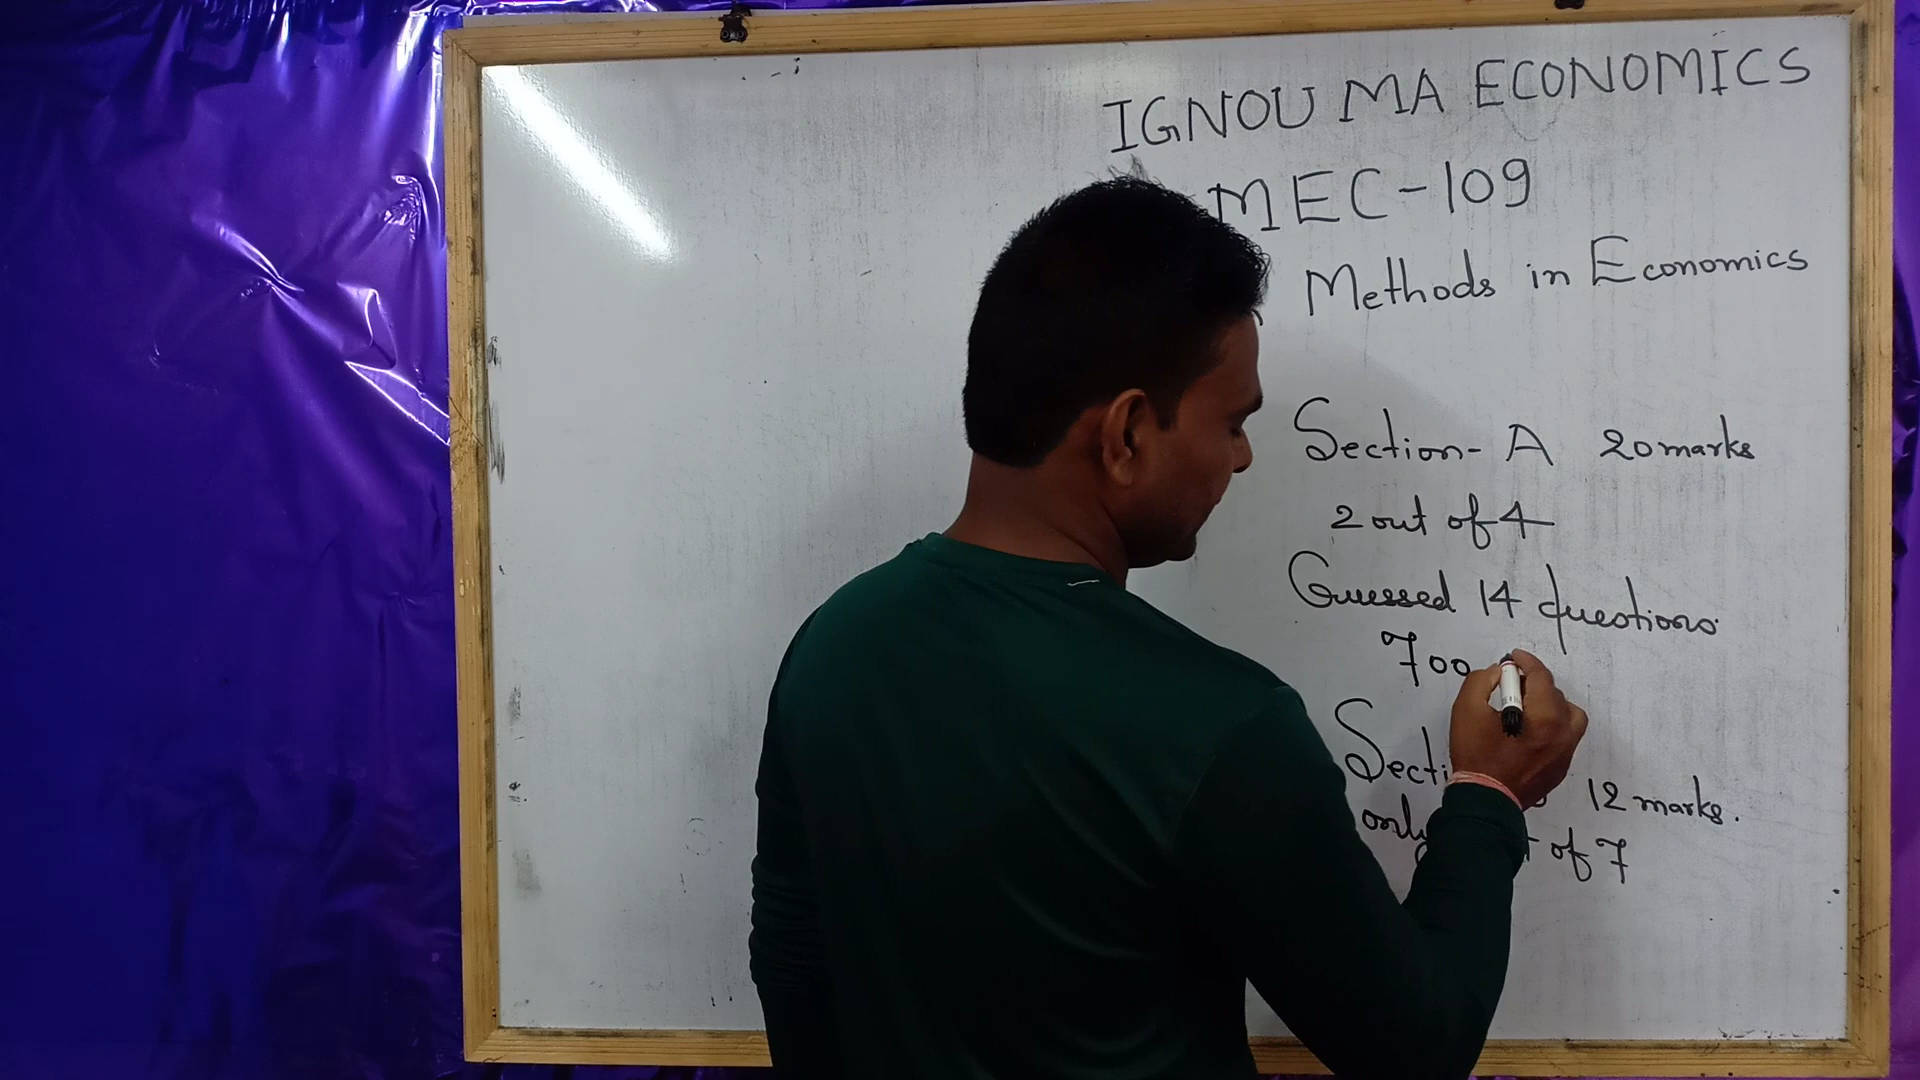 IGNOU MA ECONOMICS
MEC-109
Methods in Economics
Section-A 20 marks
2 out of 4
Guessed 14 questions
700
12 marks.
only of 7